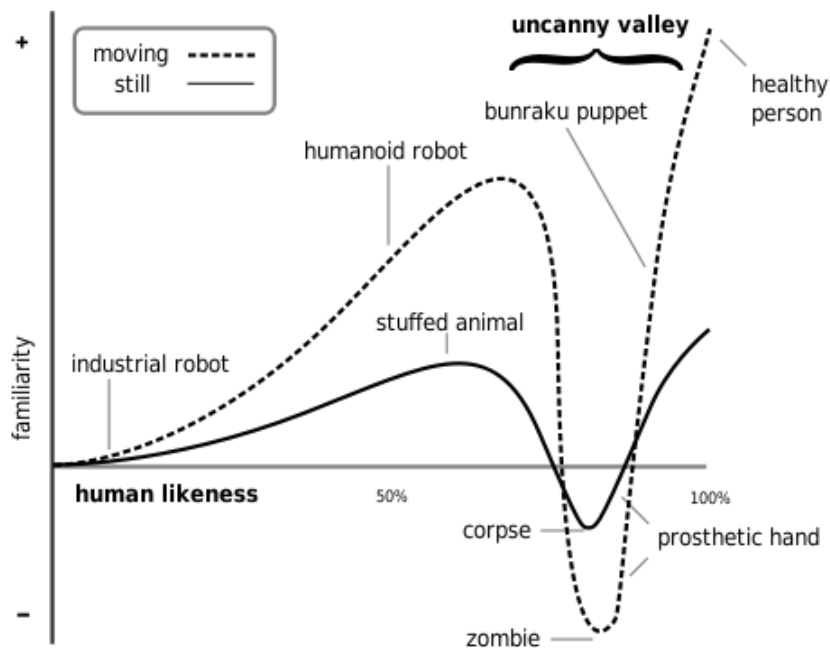 +
moving
still
uncanny valley
healthy
person
bunraku puppet
humanoid robot
stuffed animal
industrial robot
familiarity
human likeness
50%
100%
corpse
prosthetic hand
–
zombie